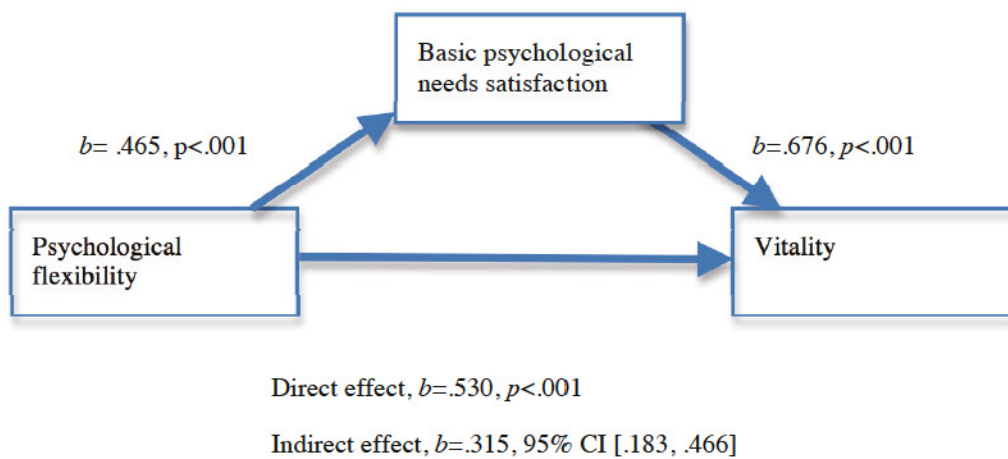 Basic psychological
needs satisfaction
b= .465, p<.001
b=.676, p<.001
Psychological
flexibility
Vitality
Direct effect, b=.530, p<.001
Indirect effect, b=.315, 95% CI [.183, .466]